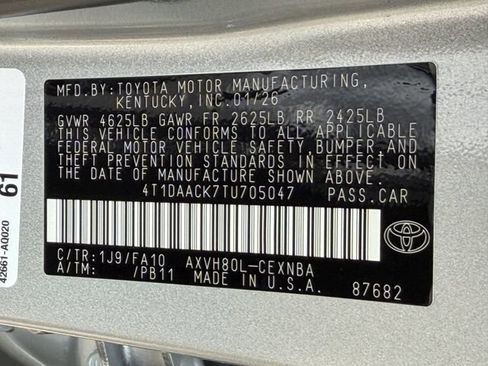 MFD.BY:TOYOTA MOTOR MANUFACTURING,
KENTUCKY,INC.01/26
GVWR 4625LB GAWR FR 2625LB RR 2425LB
THIS VEHICLE CONFORMS TO ALL APPLICABLE
FEDERAL MOTOR VEHICLE SAFETY, BUMPER, AND
THEFT PREVENTION STANDARDS IN EFFECT ON
THE DATE OF MANUFACTURE SHOWN ABOVE.
4T1DAACK7TU705047 PASS.CAR
C/TR:1J9/FA10 AXVH80L-CEXNBA
A/TM: /PB11 MADE IN U.S.A.
87682
61
42661-AQ020